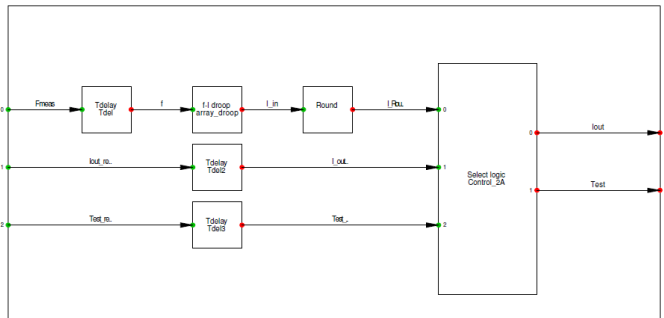 Fmeas
Tdelay
Tdel
f
f-I droop
array_droop
I_in
Round
I_Rou..
0
0
0
Iout
Iout_re..
Tdelay
Tdel2
I_out..
1
1
Select logic
Control_2A
1
Test
Test_re..
Tdelay
Tdel3
Test_..
2
2